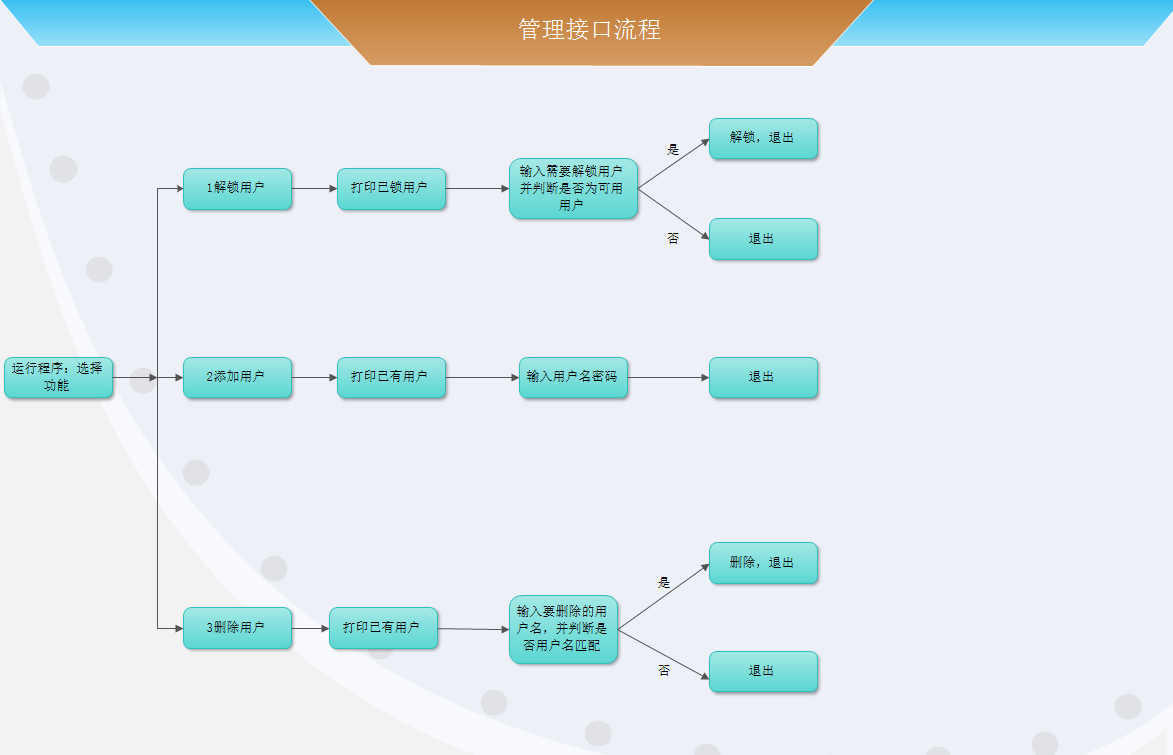 管理接口流程
解锁，退出
是
1解锁用户
打印已锁用户
输入需要解锁用户
并判断是否为可用
用户
否
退出
运行程序：选择
功能
2添加用户
打印已有用户
输入用户名密码
退出
删除，退出
是
3删除用户
打印已有用户
输入要删除的用
户名，并判断是
否用户名匹配
否
退出